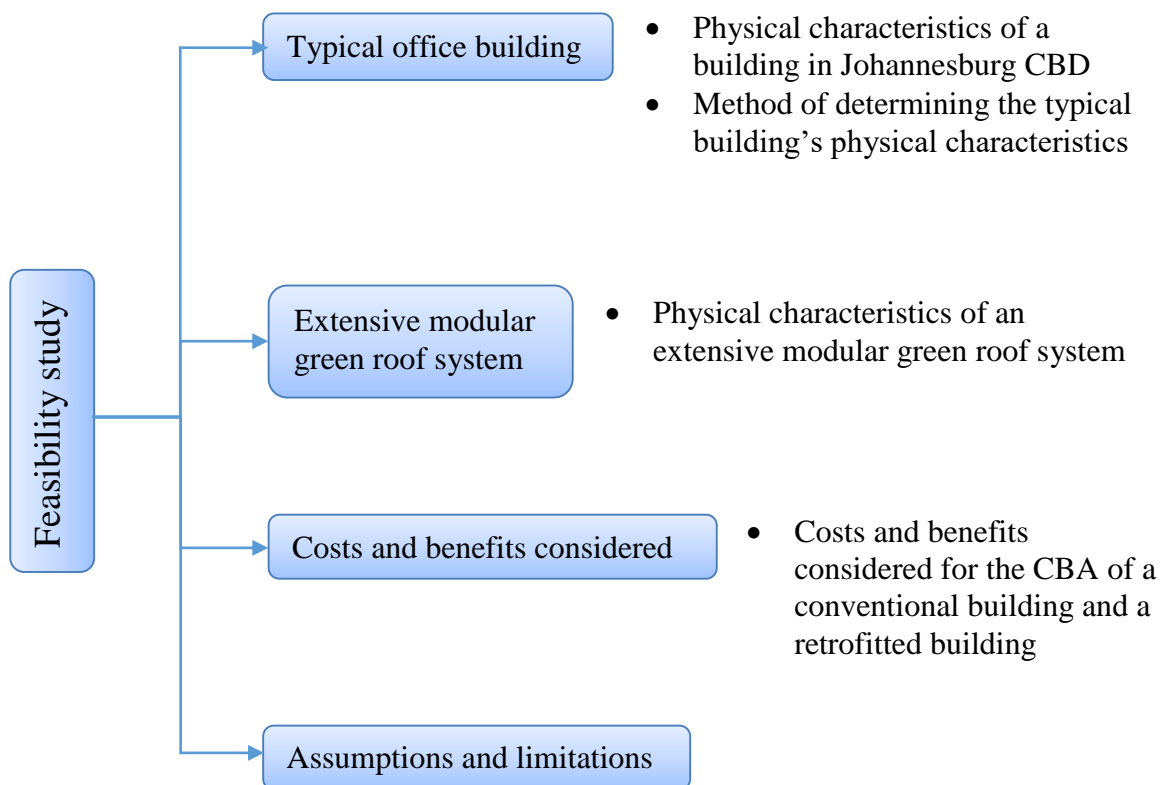 Feasibility study
Typical office building
• Physical characteristics of a
building in Johannesburg CBD
• Method of determining the typical
building’s physical characteristics
Extensive modular
green roof system
• Physical characteristics of an
extensive modular green roof system
Costs and benefits considered
• Costs and benefits
considered for the CBA of a
conventional building and a
retrofitted building
Assumptions and limitations